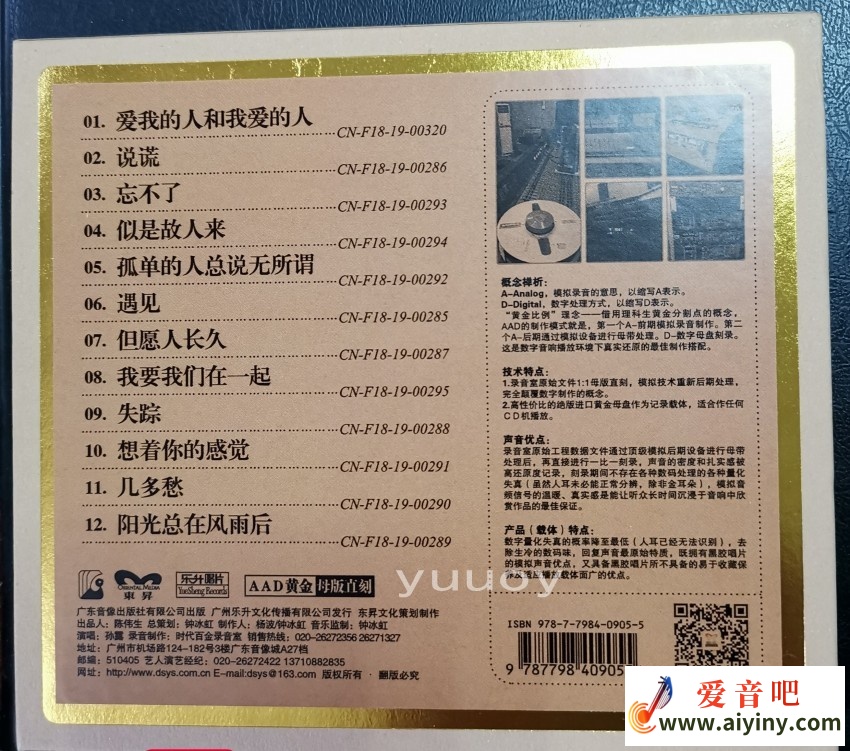 01. 爱我的人和我爱的人
CN-F18-19-00320
02. 说谎
CN-F18-19-00286
03. 忘不了
CN-F18-19-00293
04. 似是故人来
CN-F18-19-00294
05. 孤单的人总说无所谓
CN-F18-19-00292
06. 遇见
CN-F18-19-00285
07. 但愿人长久
CN-F18-19-00287
08. 我要我们在一起
CN-F18-19-00295
09. 失踪
CN-F18-19-00288
10. 想着你的感觉
CN-F18-19-00291
11. 几多愁
CN-F18-19-00290
12. 阳光总在风雨后
CN-F18-19-00289
概念禅析:
A-Analog, 模拟录音的意思, 以缩写A表示。
D-Digital, 数字处理方式, 以缩写D表示。
“黄金比例”理念——借用理科生黄金分割点的概念,
AAD的制作模式就是, 第一个A-前期模拟录音制作。第二
个A-后期通过模拟设备进行母带处理。D-数字母盘刻录。
这是数字音响播放环境下真实还原的最佳制作搭配。
技术特点:
1.录音室原始文件1:1母版直刻, 模拟技术重新后期处理,
完全颠覆数字制作的概念。
2.高性价比的绝版进口黄金母盘作为记录载体, 适合作任何
CD机播放。
声音优点:
录音室原始工程数据文件通过顶级模拟后期设备进行母带
处理后, 再直接进行一比一刻录, 声音的密度和扎实感被
高还原度记录, 刻录期间不存在各种数码处理的各种量化
失真(虽然人耳未必能正常分辨, 除非金耳朵), 模拟音
频信号的温暖、真实感是能让听众长时间沉浸于音响中欣
赏作品的最佳保证。
产品(载体)特点:
数字量化失真的概率降至最低(人耳已经无法识别), 去
除生冷的数码味, 回复声音最原始特质, 既拥有黑胶唱片
的模拟声音优点, 又具备黑胶唱片所不具备的易于收藏保
存及适应播放载体面广的优点。
東昇
ORIENTAL MEDIA
乐升唱片
YueSheng Records
AAD黄金 母版直刻
yuuoy
广东音像出版社有限公司出版 广州乐升文化传播有限公司发行 东昇文化策划制作
出品人: 陈伟生 总策划: 钟冰虹 制作人: 杨波/钟冰虹 音乐监制: 钟冰虹
演唱: 孙露 录音制作: 时代百金录音室 销售热线: 020-26272356 26271327
地址: 广州市机场路124-182号3楼广东音像城A27档
邮编: 510405 艺人演艺经纪: 020-26272422 13710882835
网址: http://www.dsys.com.cn E-mail:dsys@163.com 版权所有·翻版必究
ISBN 978-7-7984-0905-5
9 787798 40905
爱音吧
www.aiyiny.com